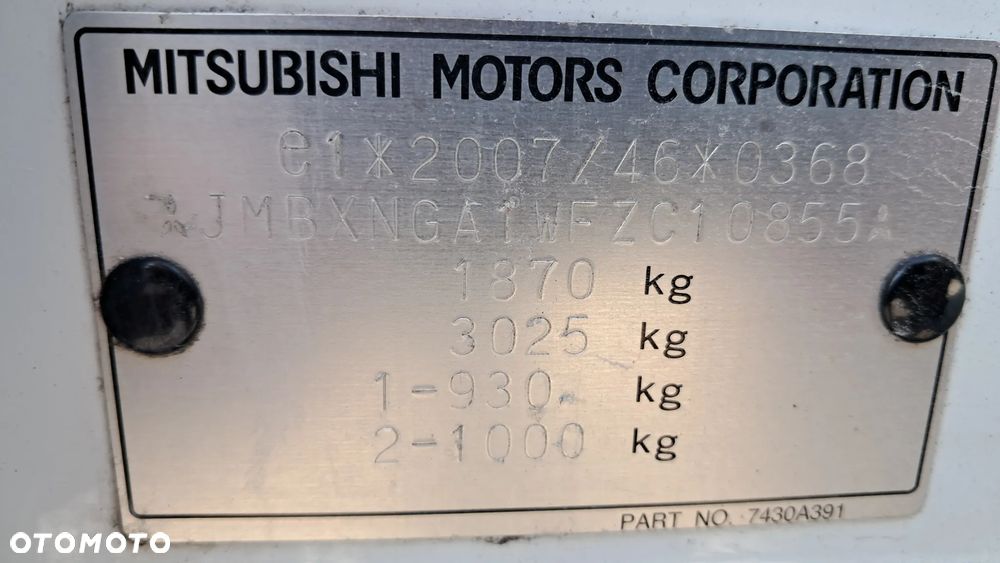 MITSUBISHI MOTORS CORPORATION
e1*2007/46*0368
JMBXNGA1WFZC10855
1870 kg
3025 kg
1-930 kg
2-1000 kg
PART NO. 7430A391
OTOMOTO